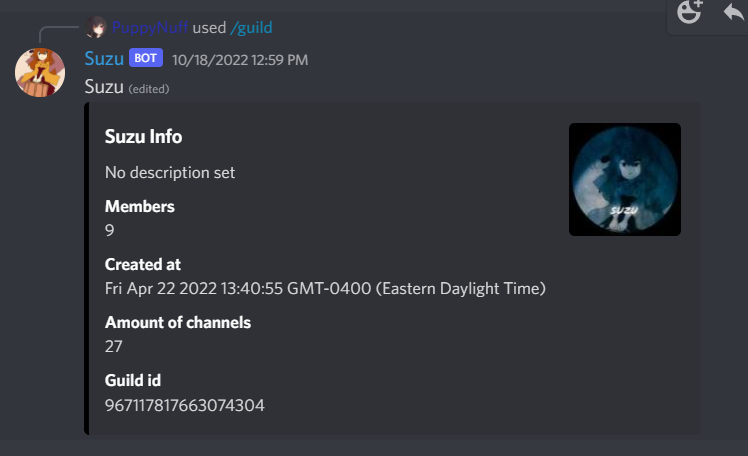 PuppyNull used /guild
Suzu BOT 10/18/2022 12:59 PM
Suzu (edited)
Suzu Info
No description set
Members
9
Created at
Fri Apr 22 2022 13:40:55 GMT-0400 (Eastern Daylight Time)
Amount of channels
27
Guild id
967117817663074304
SUZU